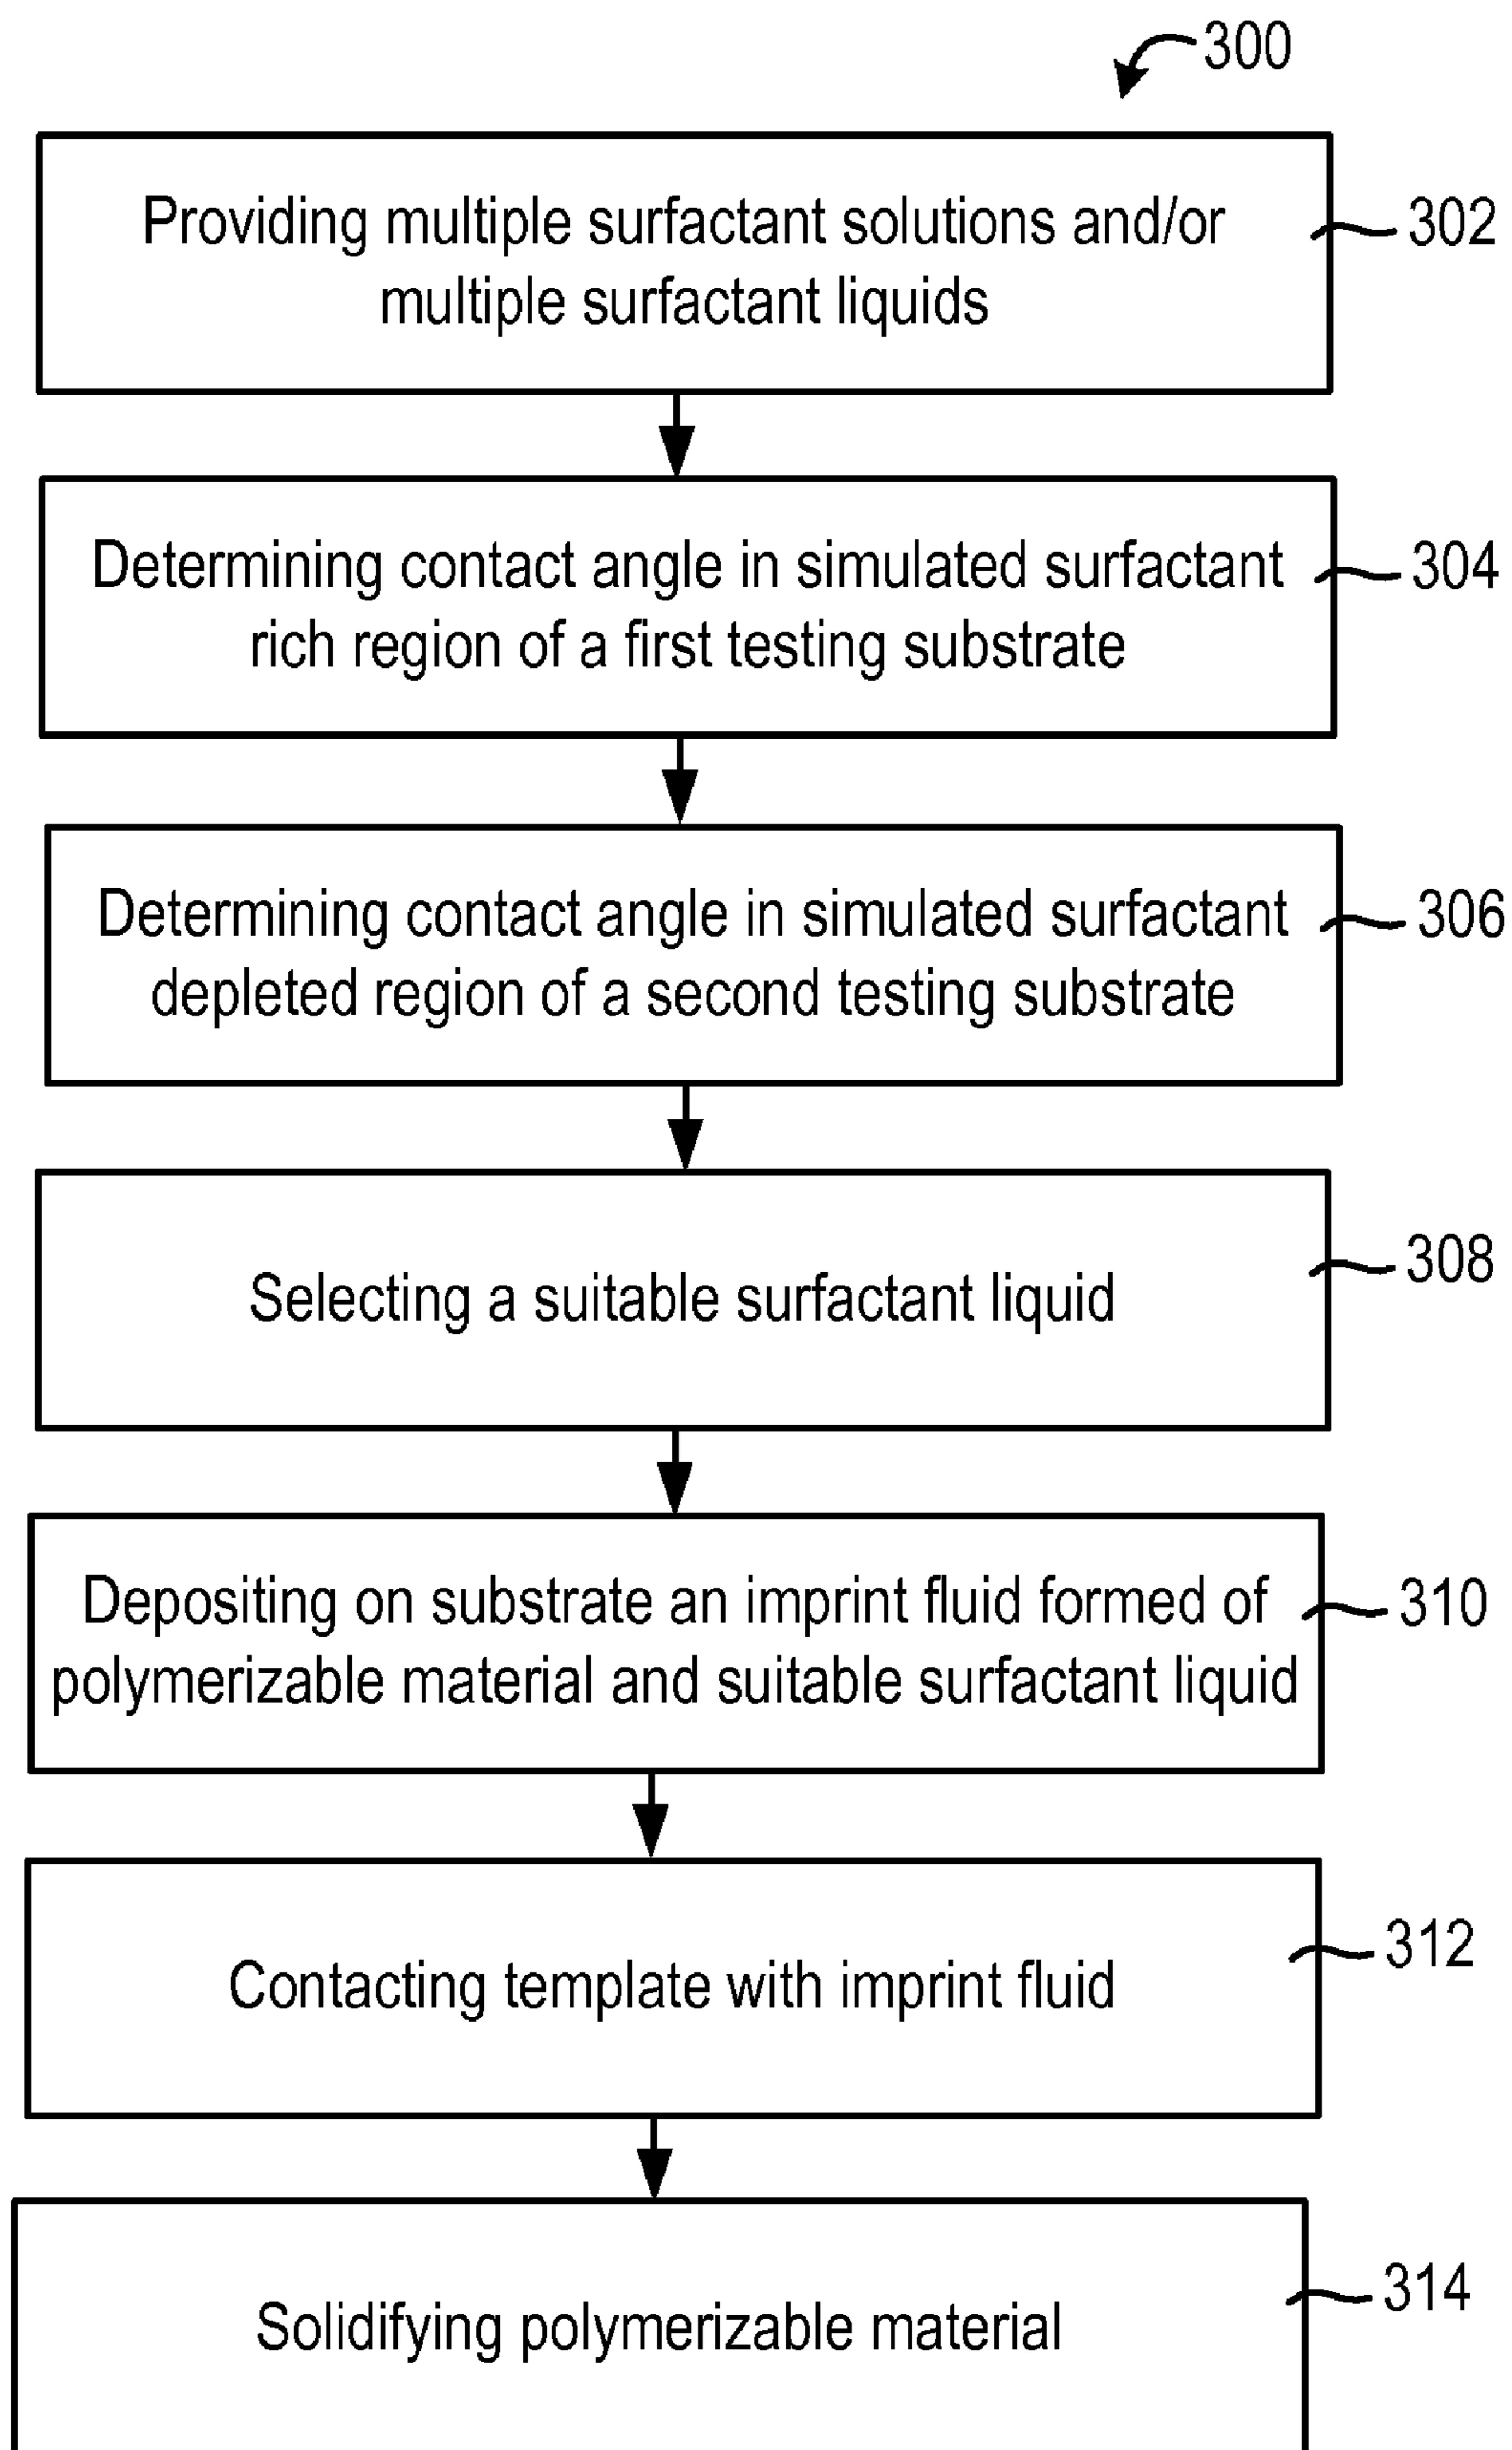 300
Providing multiple surfactant solutions and/or
multiple surfactant liquids
302
Determining contact angle in simulated surfactant
rich region of a first testing substrate
304
Determining contact angle in simulated surfactant
depleted region of a second testing substrate
306
Selecting a suitable surfactant liquid
308
Depositing on substrate an imprint fluid formed of
polymerizable material and suitable surfactant liquid
310
Contacting template with imprint fluid
312
Solidifying polymerizable material
314